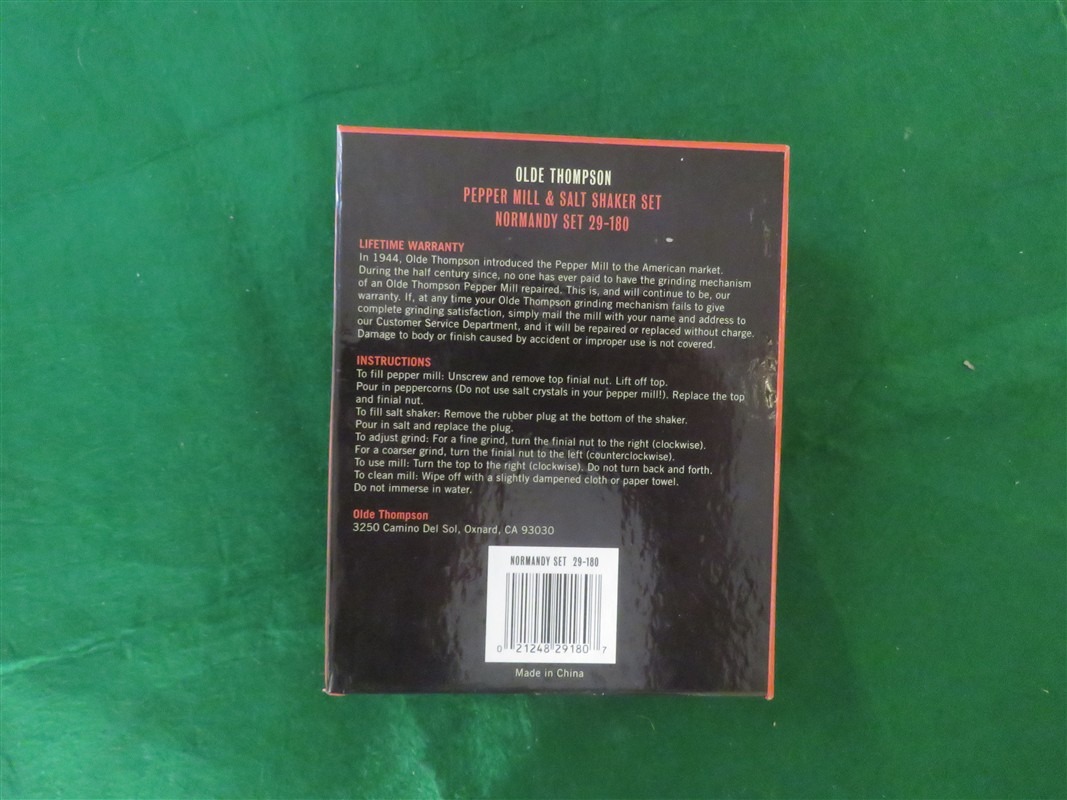 OLDE THOMPSON
PEPPER MILL & SALT SHAKER SET
NORMANDY SET 29-180
LIFETIME WARRANTY
In 1944, Olde Thompson introduced the Pepper Mill to the American market.
During the half century since, no one has ever paid to have the grinding mechanism
of an Olde Thompson Pepper Mill repaired. This is, and will continue to be, our
warranty. If, at any time your Olde Thompson grinding mechanism fails to give
complete grinding satisfaction, simply mail the mill with your name and address to
our Customer Service Department, and it will be repaired or replaced without charge.
Damage to body or finish caused by accident or improper use is not covered.
INSTRUCTIONS
To fill pepper mill: Unscrew and remove top finial nut. Lift off top.
Pour in peppercorns (Do not use salt crystals in your pepper mill!). Replace the top
and finial nut.
To fill salt shaker: Remove the rubber plug at the bottom of the shaker.
Pour in salt and replace the plug.
To adjust grind: For a fine grind, turn the finial nut to the right (clockwise).
For a coarser grind, turn the finial nut to the left (counterclockwise).
To use mill: Turn the top to the right (clockwise). Do not turn back and forth.
To clean mill: Wipe off with a slightly dampened cloth or paper towel.
Do not immerse in water.
Olde Thompson
3250 Camino Del Sol, Oxnard, CA 93030
NORMANDY SET 29-180
0 21248 29180 7
Made in China